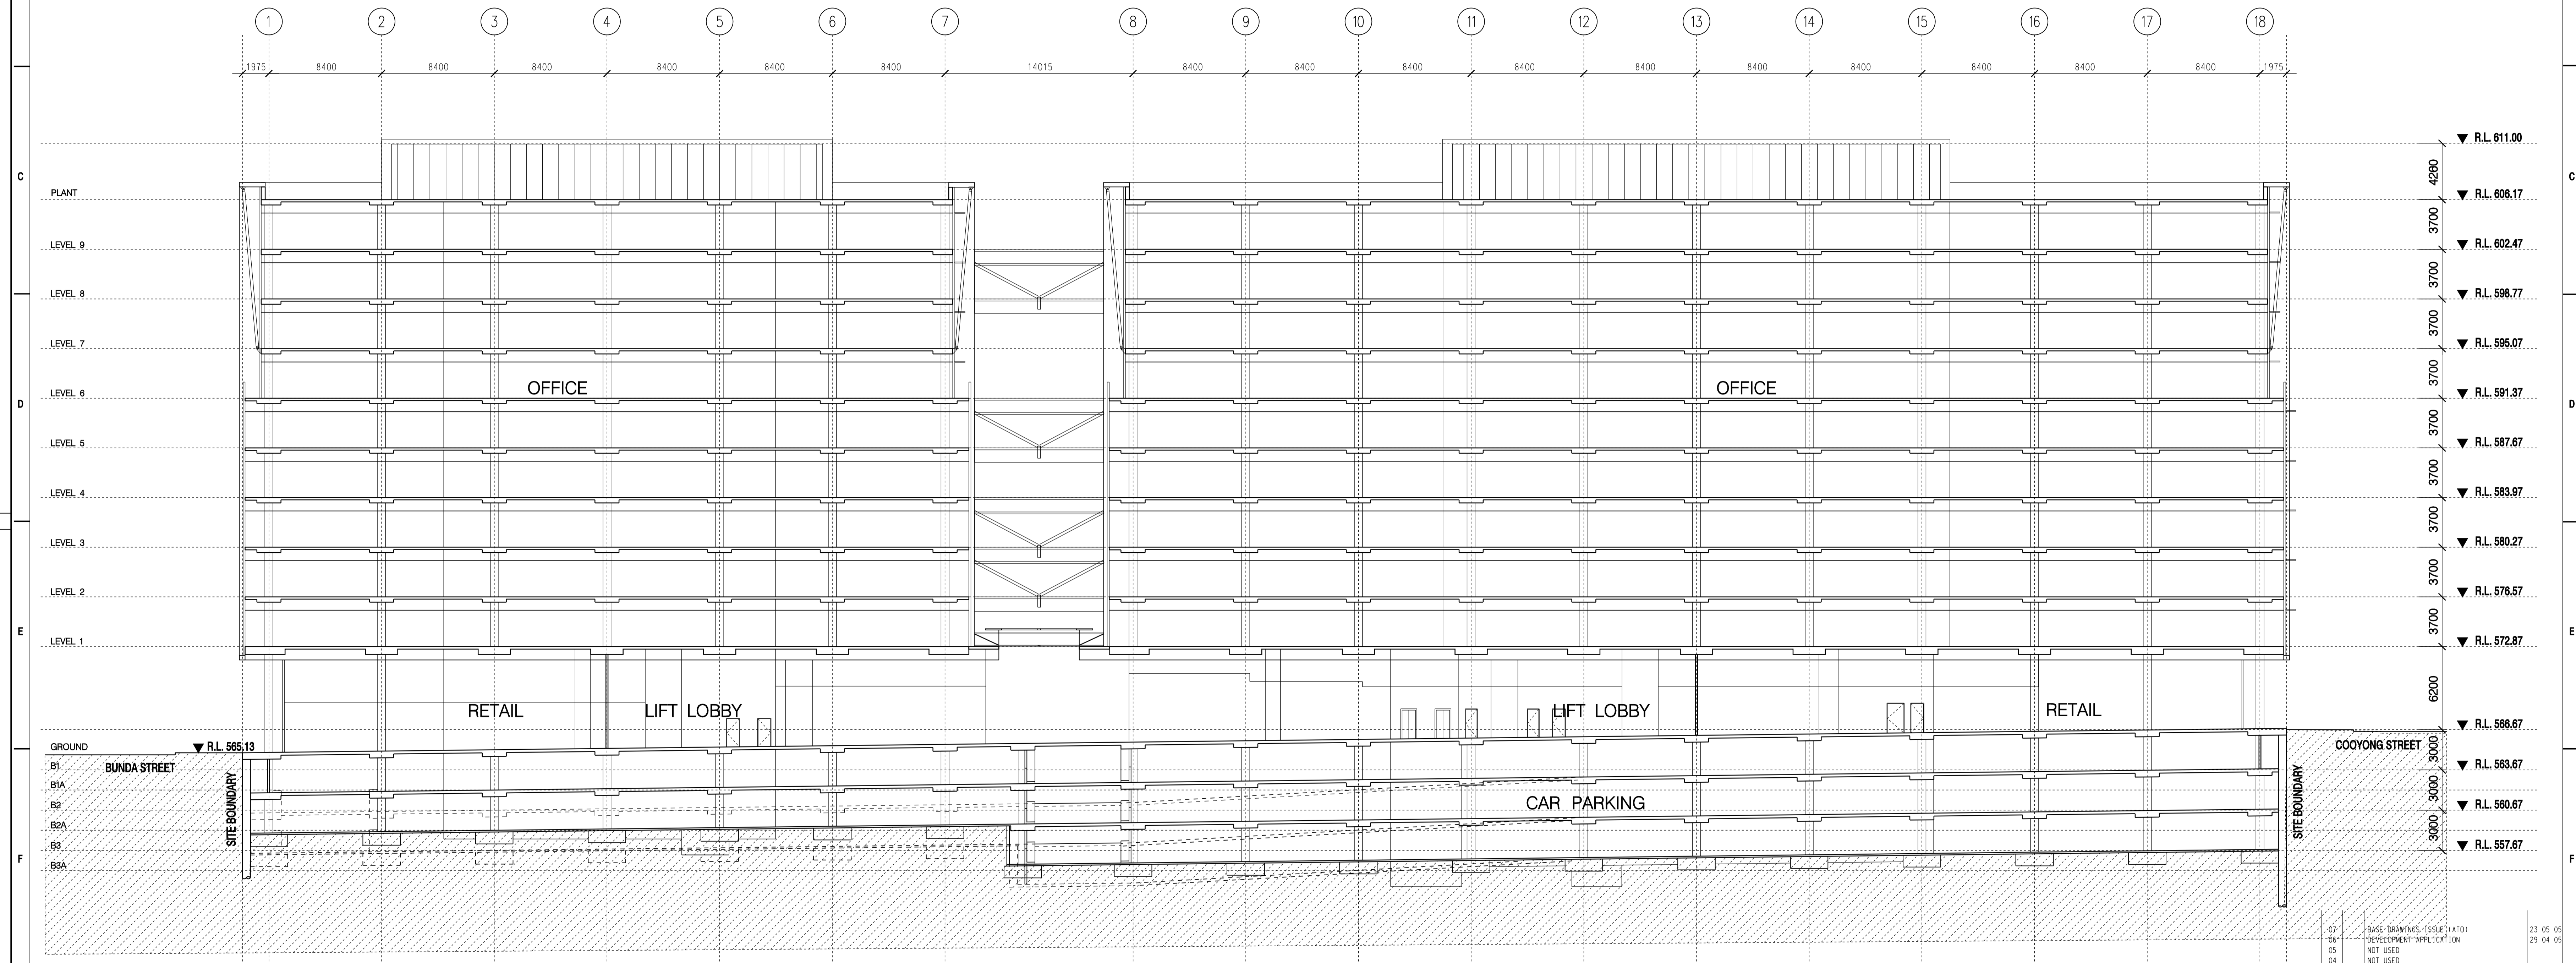 1 2 3 4 5 6 7 8 9 10 11 12 13 14 15 16 17 18
1975 8400 8400 8400 8400 8400 8400 14015 8400 8400 8400 8400 8400 8400 8400 8400 8400 8400 1975
R.L. 611.00
4260
C C
PLANT R.L. 606.17
3700
LEVEL 9 R.L. 602.47
3700
LEVEL 8 R.L. 598.77
3700
LEVEL 7 R.L. 595.07
3700
OFFICE OFFICE
LEVEL 6 R.L. 591.37
D D
3700
LEVEL 5 R.L. 587.67
3700
LEVEL 4 R.L. 583.97
3700
LEVEL 3 R.L. 580.27
3700
LEVEL 2 R.L. 576.57
3700
E E
LEVEL 1 R.L. 572.87
6200
RETAIL LIFT LOBBY LIFT LOBBY RETAIL
R.L. 566.67
GROUND R.L. 565.13 COOYONG STREET
3000
B1 BUNDA STREET R.L. 563.67
B1A
3000
SITE BOUNDARY SITE BOUNDARY
B2 CAR PARKING R.L. 560.67
B2A
3000
B3 R.L. 557.67
F F
B3A
07 BASE DRAWINGS ISSUE (ATO) 23 05 05
06 DEVELOPMENT APPLICATION 29 04 05
05 NOT USED
04 NOT USED